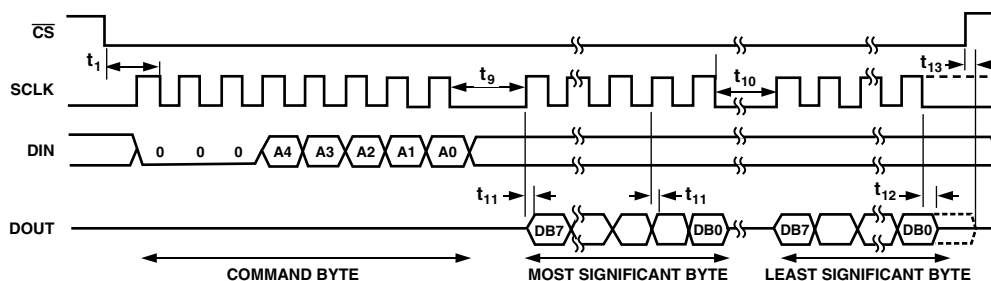 CS
t1
t9
t10
t13
SCLK
DIN
0 0 0 A4 A3 A2 A1 A0
t11
t11
t12
DOUT
DB7 DB0 DB7 DB0
COMMAND BYTE
MOST SIGNIFICANT BYTE
LEAST SIGNIFICANT BYTE